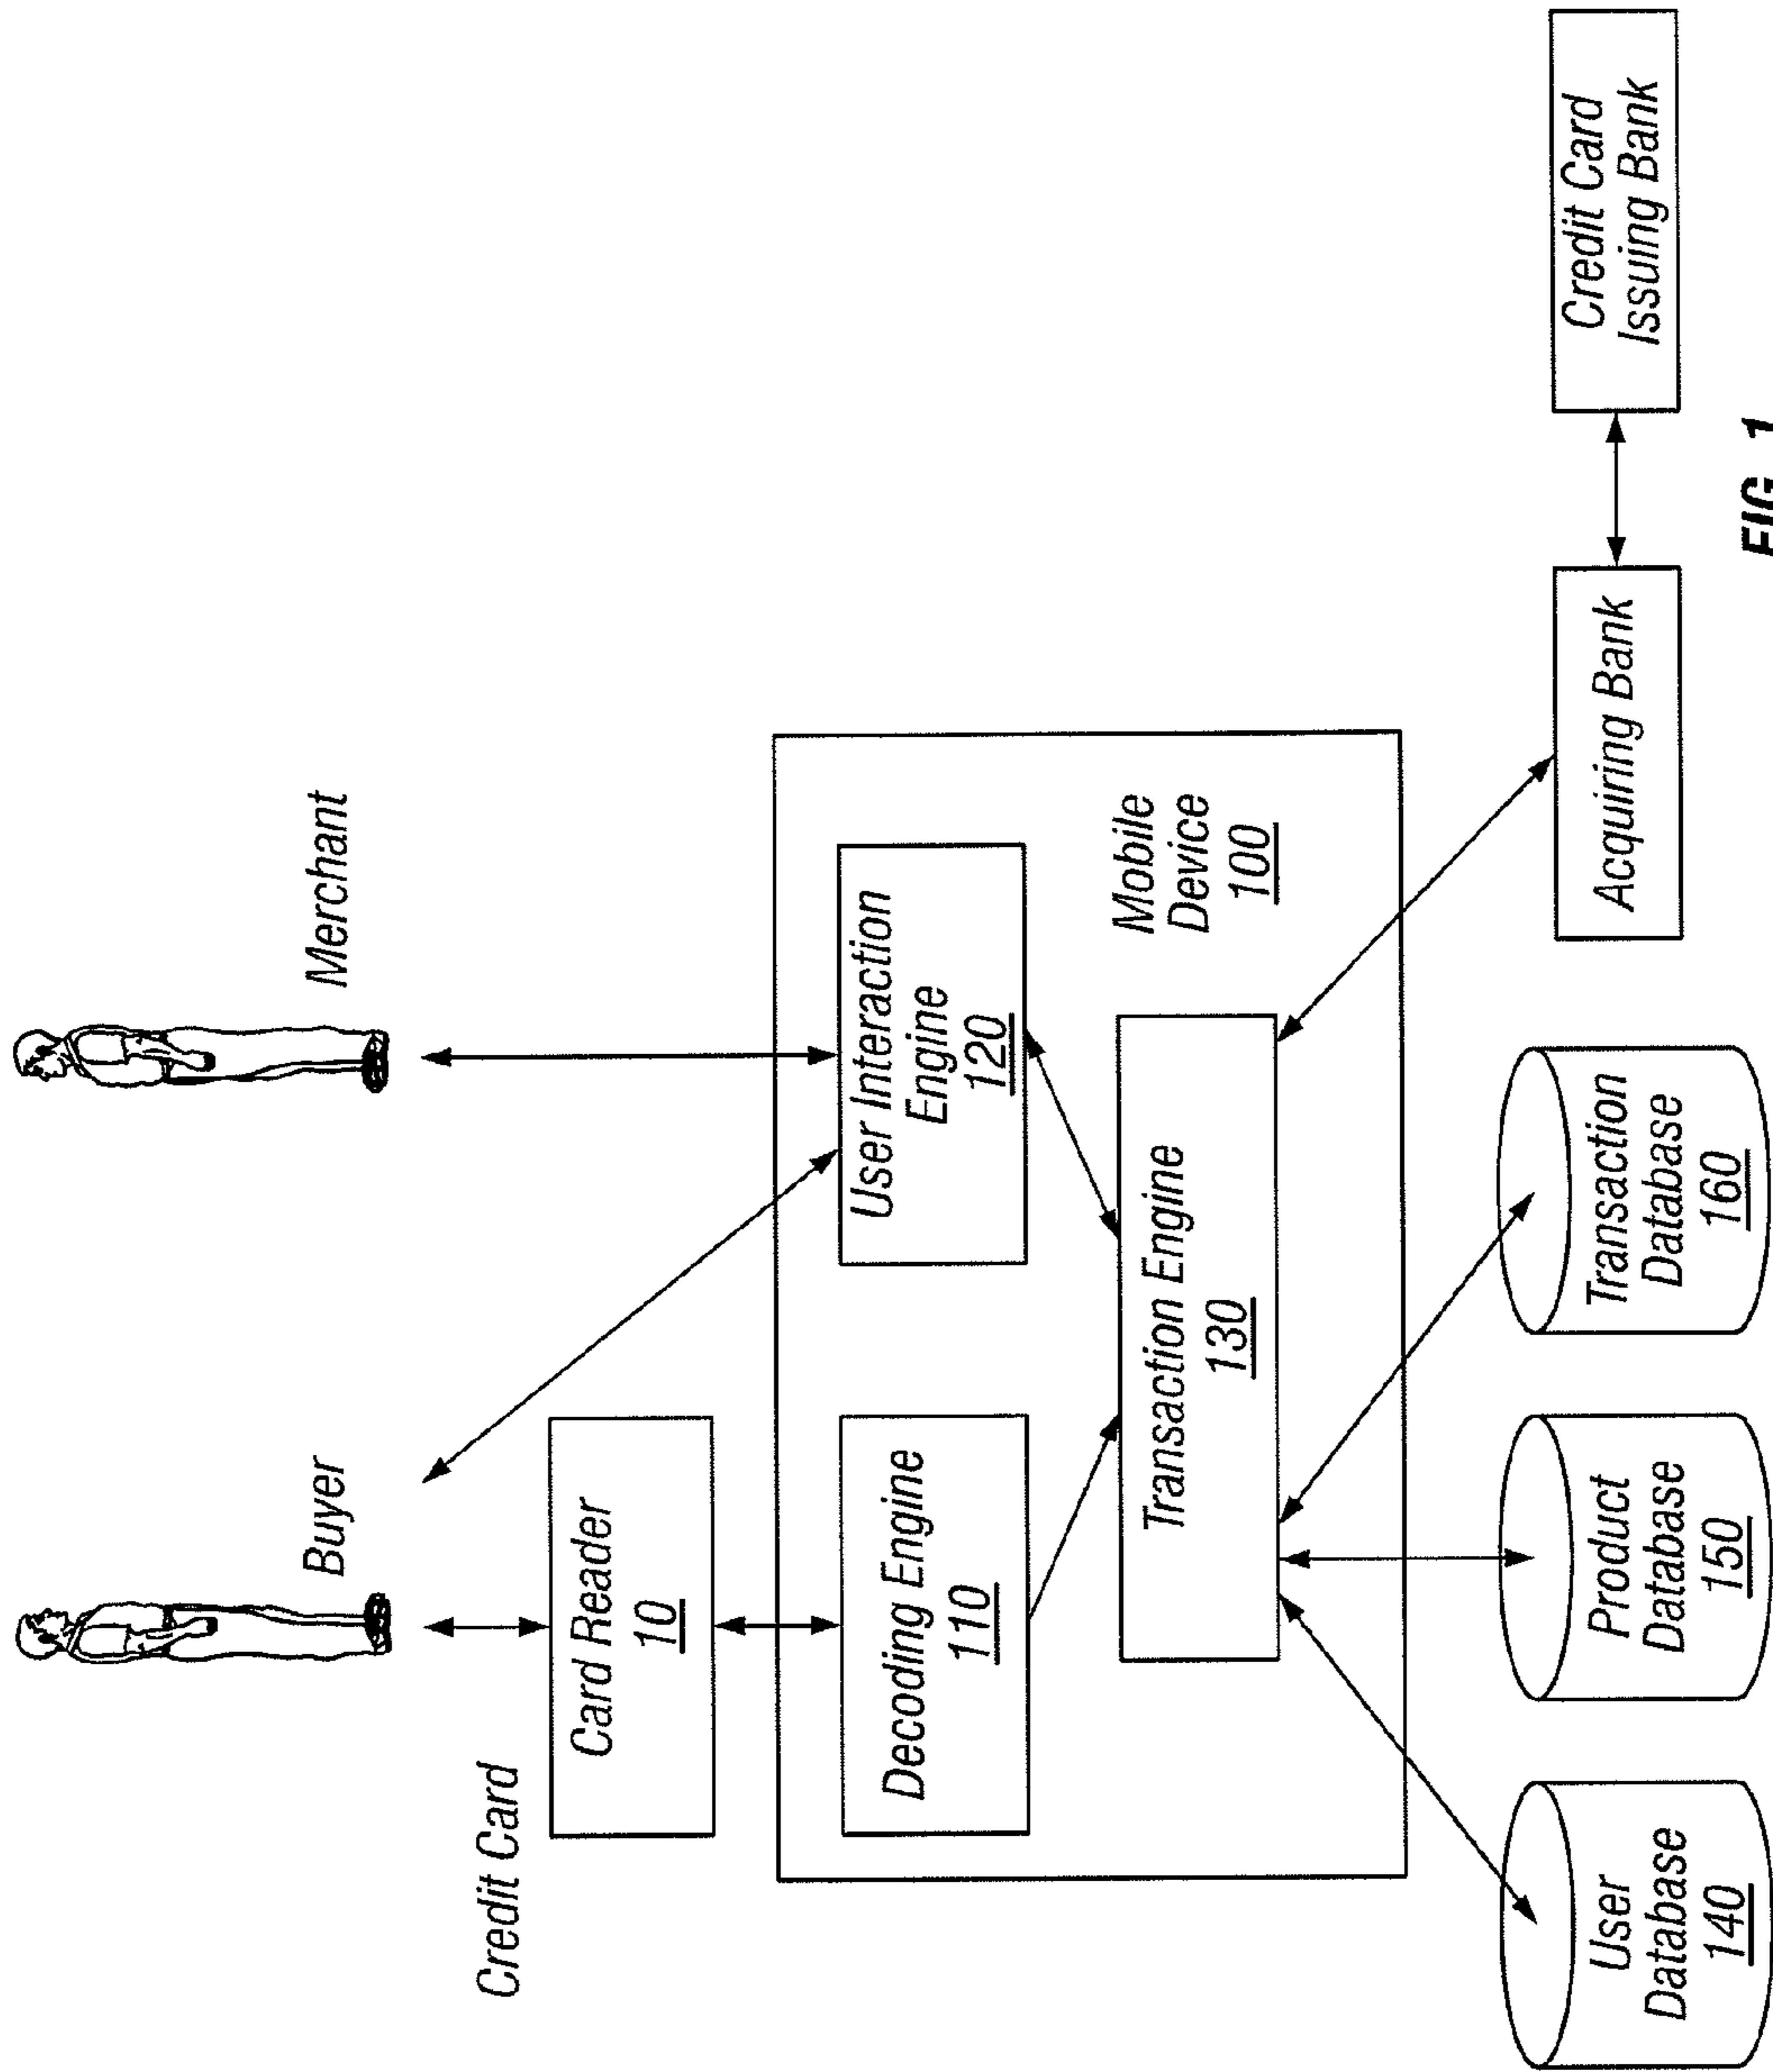 Buyer
Merchant
Credit Card
Card Reader
10
Decoding Engine
110
User Interaction
Engine
120
Transaction Engine
130
Mobile
Device
100
User
Database
140
Product
Database
150
Transaction
Database
160
Acquiring Bank
Credit Card
Issuing Bank
FIG. 1